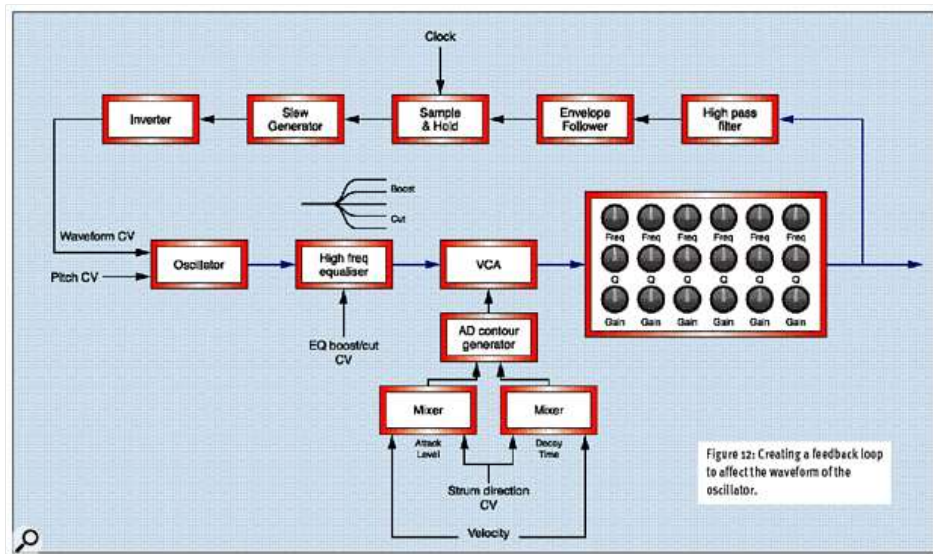 Clock
Inverter
Slew
Generator
Sample
& Hold
Envelope
Follower
High pass
filter
Boost
Cut
Waveform CV
Pitch CV
Oscillator
High freq
equaliser
VCA
Freq Freq Freq Freq Freq Freq
Q Q Q Q Q Q
Gain Gain Gain Gain Gain Gain
EQ boost/cut
CV
AD contour
generator
Mixer
Mixer
Attack
Level
Decay
Time
Strum direction
CV
Velocity
Figure 12: Creating a feedback loop
to affect the waveform of the
oscillator.